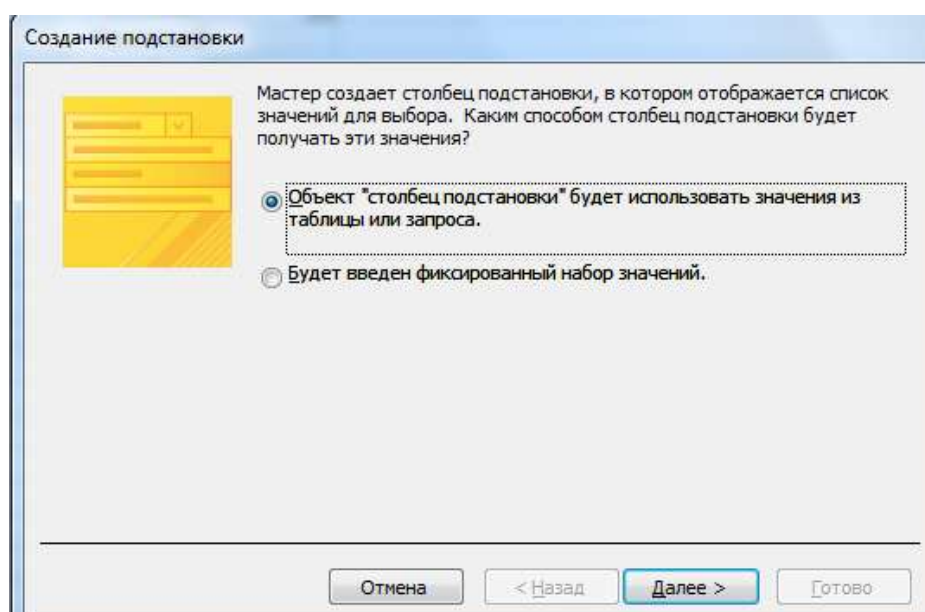 Создание подстановки
Мастер создает столбец подстановки, в котором отображается список
значений для выбора. Каким способом столбец подстановки будет
получать эти значения?
Объект "столбец подстановки" будет использовать значения из
таблицы или запроса.
Будет введен фиксированный набор значений.
Отмена
< Назад
Далее >
Готово